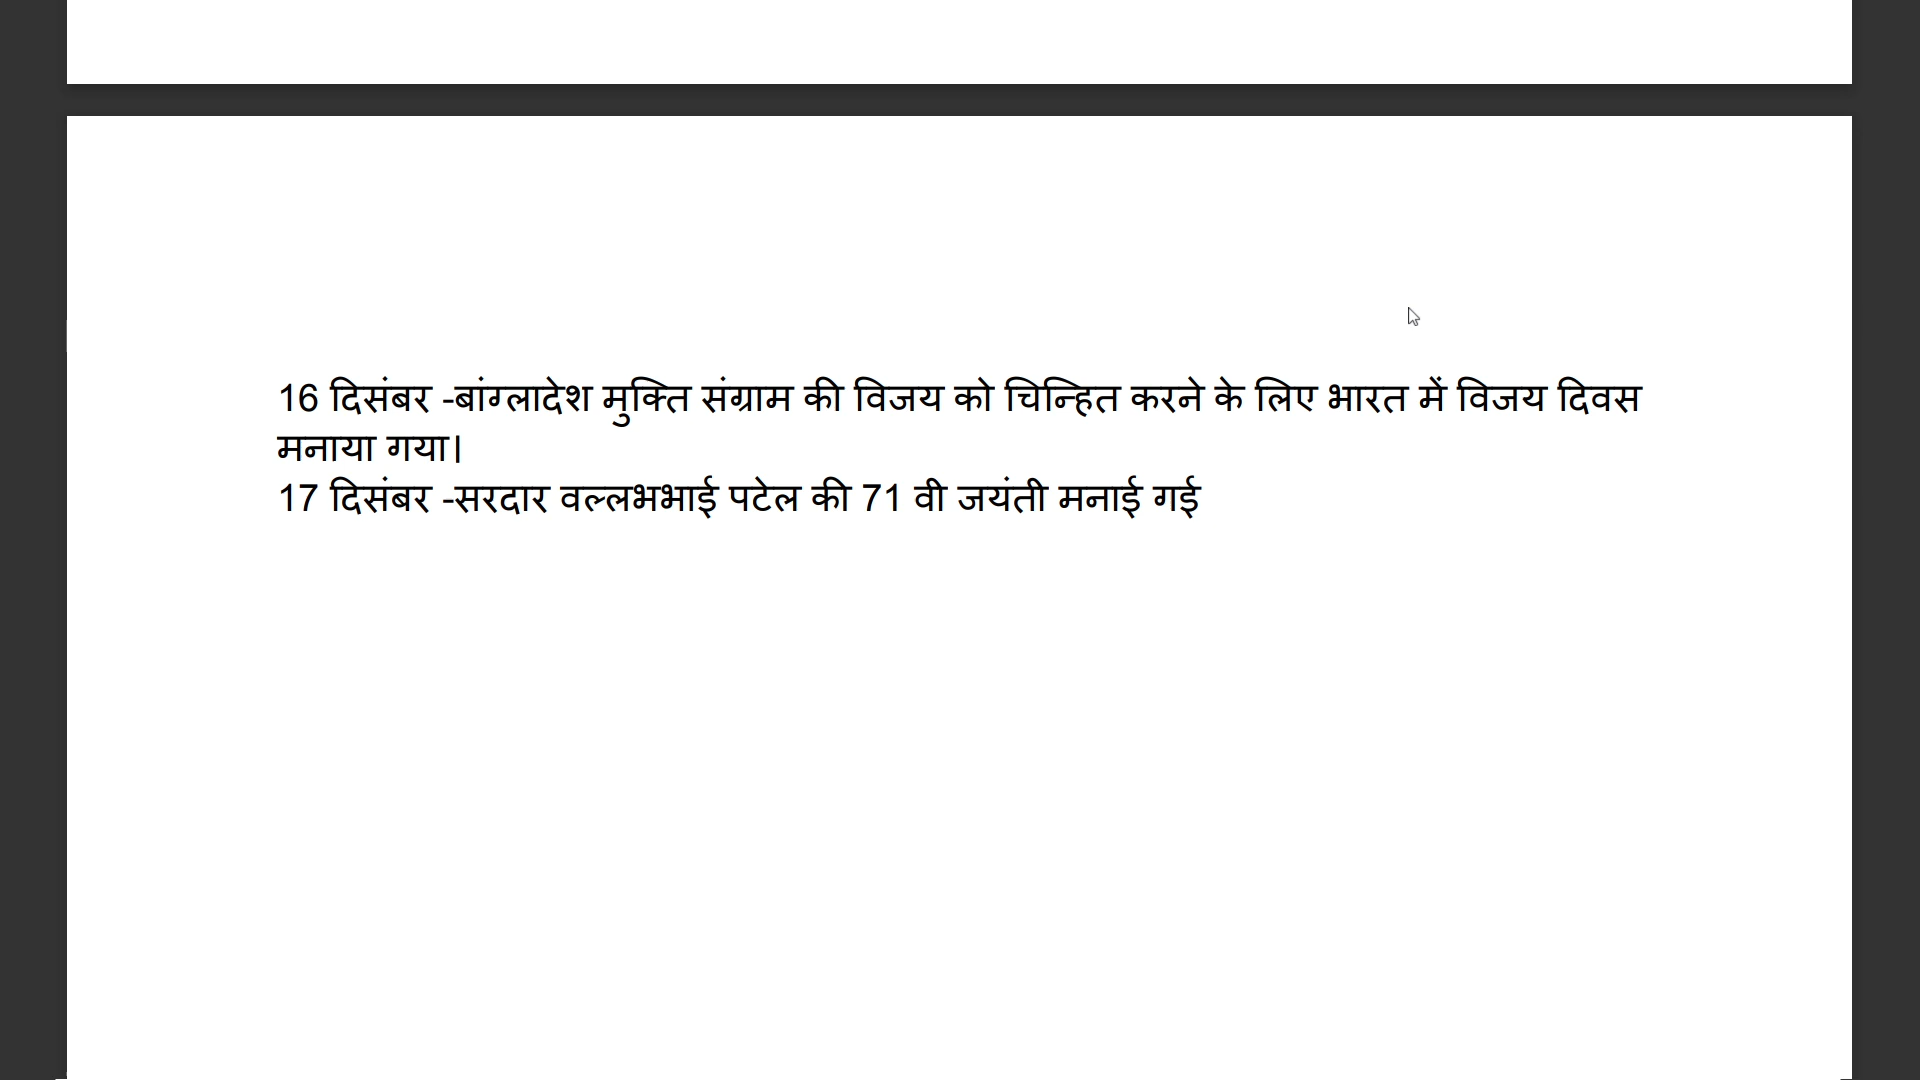 16 दिसंबर -बांग्लादेश मुक्ति संग्राम की विजय को चिन्हित करने के लिए भारत में विजय दिवस
मनाया गया।
17 दिसंबर -सरदार वल्लभभाई पटेल की 71 वी जयंती मनाई गई